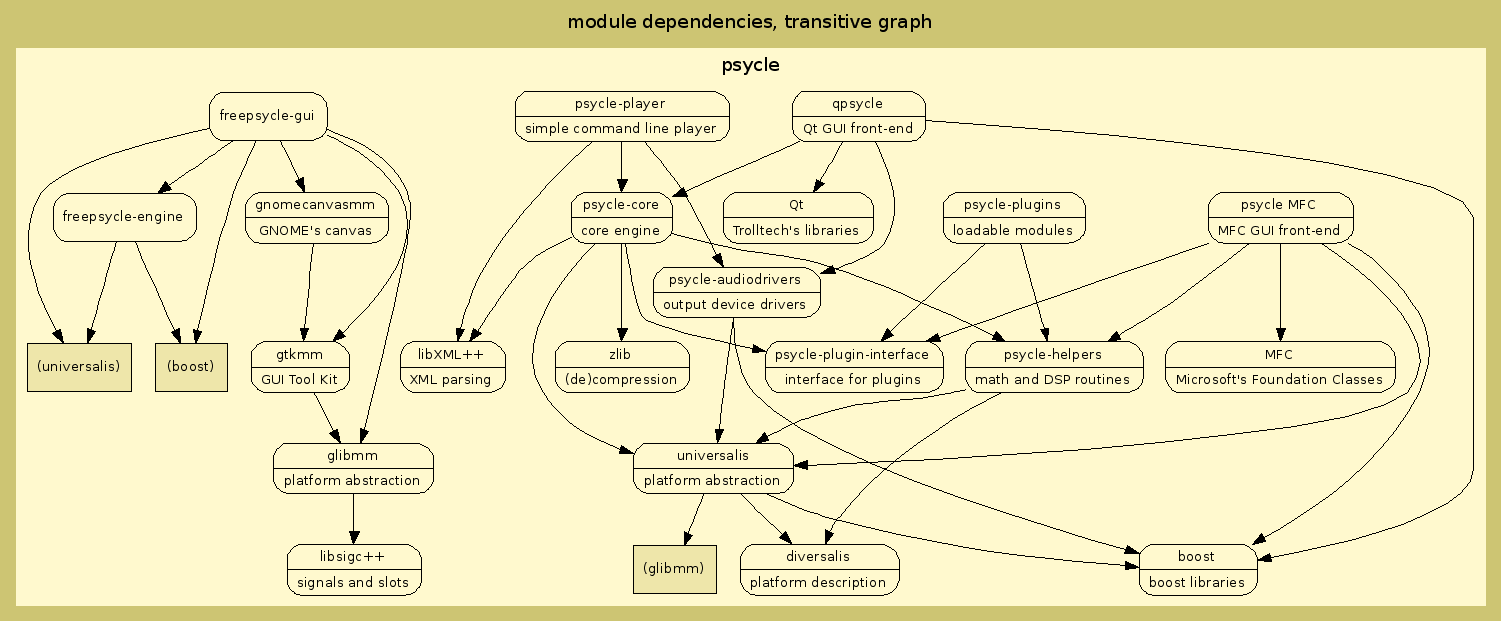 module dependencies, transitive graph
psycle
freepsycle-gui
psycle-player
simple command line player
qpsycle
Qt GUI front-end
freepsycle-engine
gnomecanvasmm
GNOME's canvas
psycle-core
core engine
Qt
Trolltech's libraries
psycle-plugins
loadable modules
psycle MFC
MFC GUI front-end
psycle-audiodrivers
output device drivers
(universalis)
(boost)
gtkmm
GUI Tool Kit
libXML++
XML parsing
zlib
(de)compression
psycle-plugin-interface
interface for plugins
psycle-helpers
math and DSP routines
MFC
Microsoft's Foundation Classes
glibmm
platform abstraction
universalis
platform abstraction
libsigc++
signals and slots
(glibmm)
diversalis
platform description
boost
boost libraries